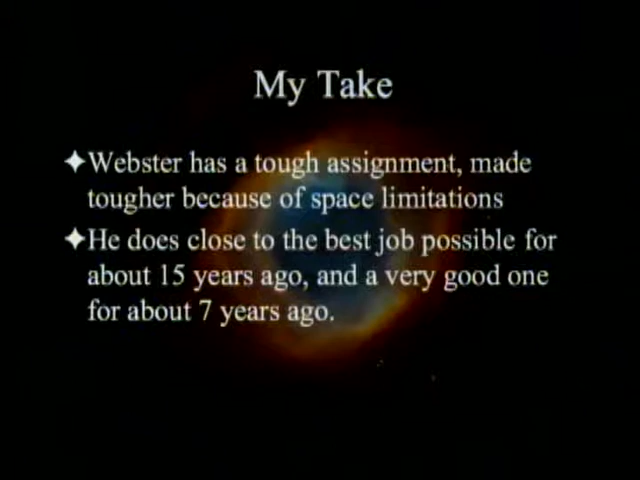 My Take
✦Webster has a tough assignment, made
tougher because of space limitations
✦He does close to the best job possible for
about 15 years ago, and a very good one
for about 7 years ago.